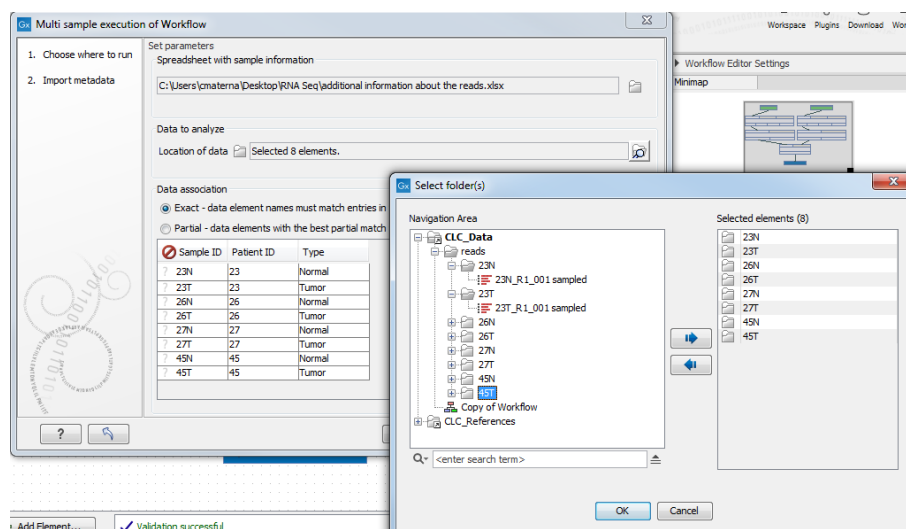 Gx Multi sample execution of Workflow
1. Choose where to run
2. Import metadata
Set parameters
Spreadsheet with sample information
C:\Users\cmaterna\Desktop\RNA Seq\additional information about the reads.xlsx
Data to analyze
Location of data Selected 8 elements.
Data association
Exact - data element names must match entries in
Partial - data elements with the best partial match
Sample ID Patient ID Type
? 23N 23 Normal
? 23T 23 Tumor
? 26N 26 Normal
? 26T 26 Tumor
? 27N 27 Normal
? 27T 27 Tumor
? 45N 45 Normal
? 45T 45 Tumor
?
Workspace Plugins Download Wor
Workflow Editor Settings
Minimap
Gx Select folder(s)
Navigation Area
CLC_Data
reads
23N
23N_R1_001 sampled
23T
23T_R1_001 sampled
26N
26T
27N
27T
45N
45T
Copy of Workflow
CLC_References
<enter search term>
Selected elements (8)
23N
23T
26N
26T
27N
27T
45N
45T
OK Cancel
Add Element...
Validation successful